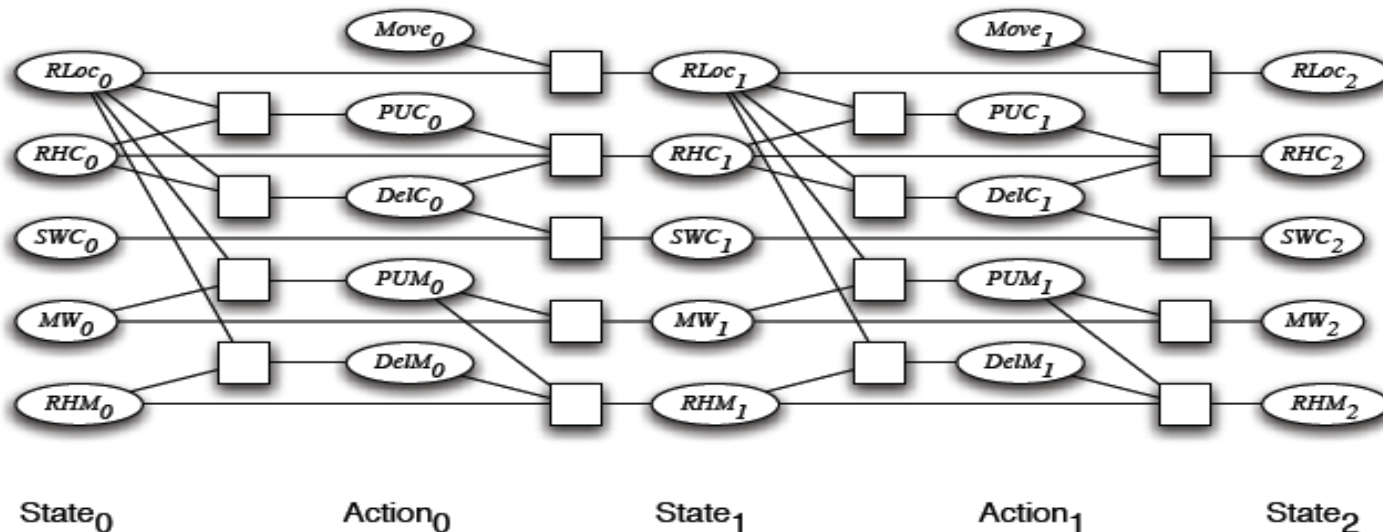 Move0 Move1
RLoc0 RLoc1 RLoc2
PUC0 PUC1
RHC0 RHC1 RHC2
DelC0 DelC1
SWC0 SWC1 SWC2
PUM0 PUM1
MW0 MW1 MW2
DelM0 DelM1
RHM0 RHM1 RHM2
State0 Action0 State1 Action1 State2